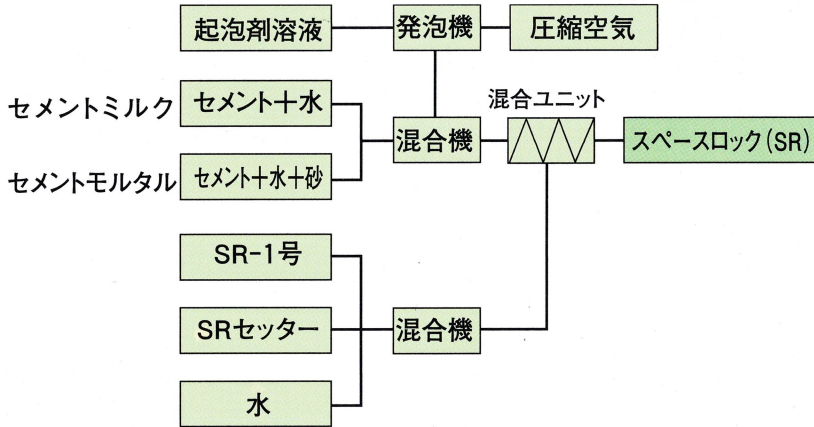 起泡剤溶液
発泡機
圧縮空気
セメントミルク
セメント＋水
混合機
混合ユニット
スペースロック（SR）
セメントモルタル
セメント＋水＋砂
SR-1号
SRセッター
混合機
水